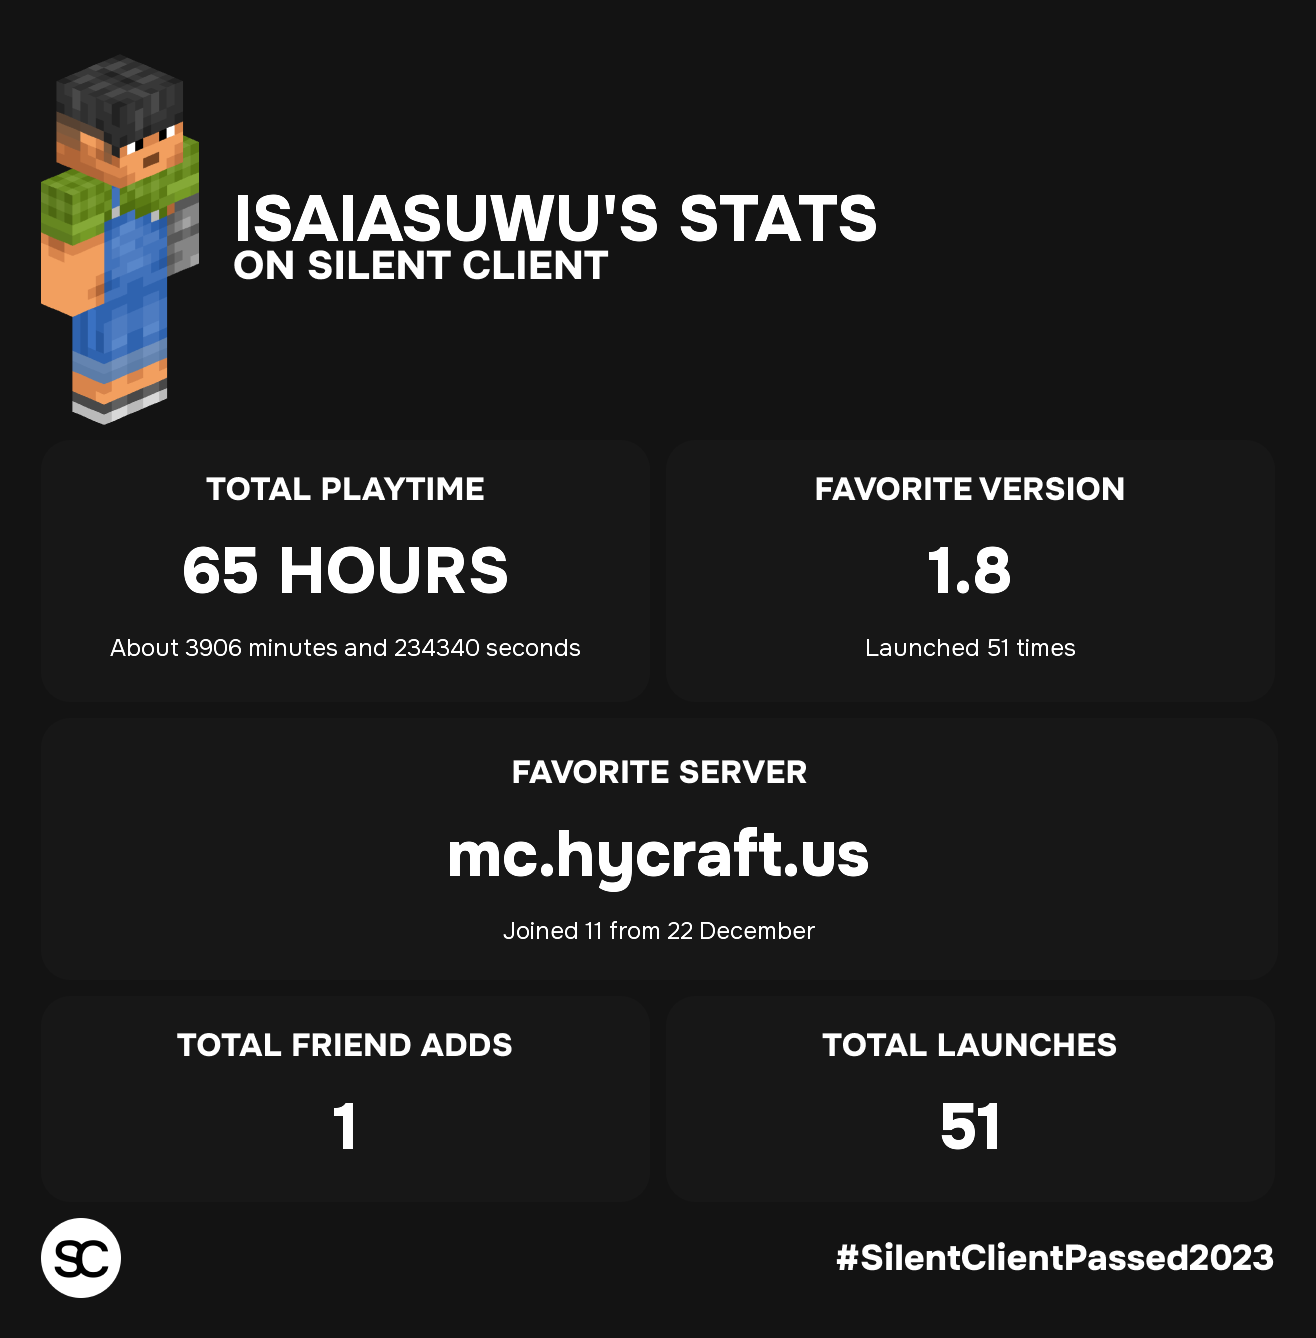 ISAIASUWU'S STATS
ON SILENT CLIENT
TOTAL PLAYTIME
65 HOURS
About 3906 minutes and 234340 seconds
FAVORITE VERSION
1.8
Launched 51 times
FAVORITE SERVER
mc.hycraft.us
Joined 11 from 22 December
TOTAL FRIEND ADDS
1
TOTAL LAUNCHES
51
SC
#SilentClientPassed2023